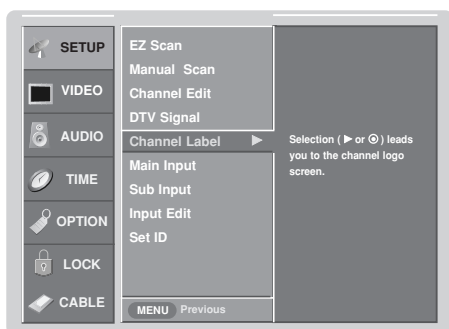 SETUP
VIDEO
AUDIO
TIME
OPTION
LOCK
CABLE
EZ Scan
Manual Scan
Channel Edit
DTV Signal
Channel Label ▶
Main Input
Sub Input
Input Edit
Set ID
MENU Previous
Selection ( ▶ or ◉ ) leads
you to the channel logo
screen.